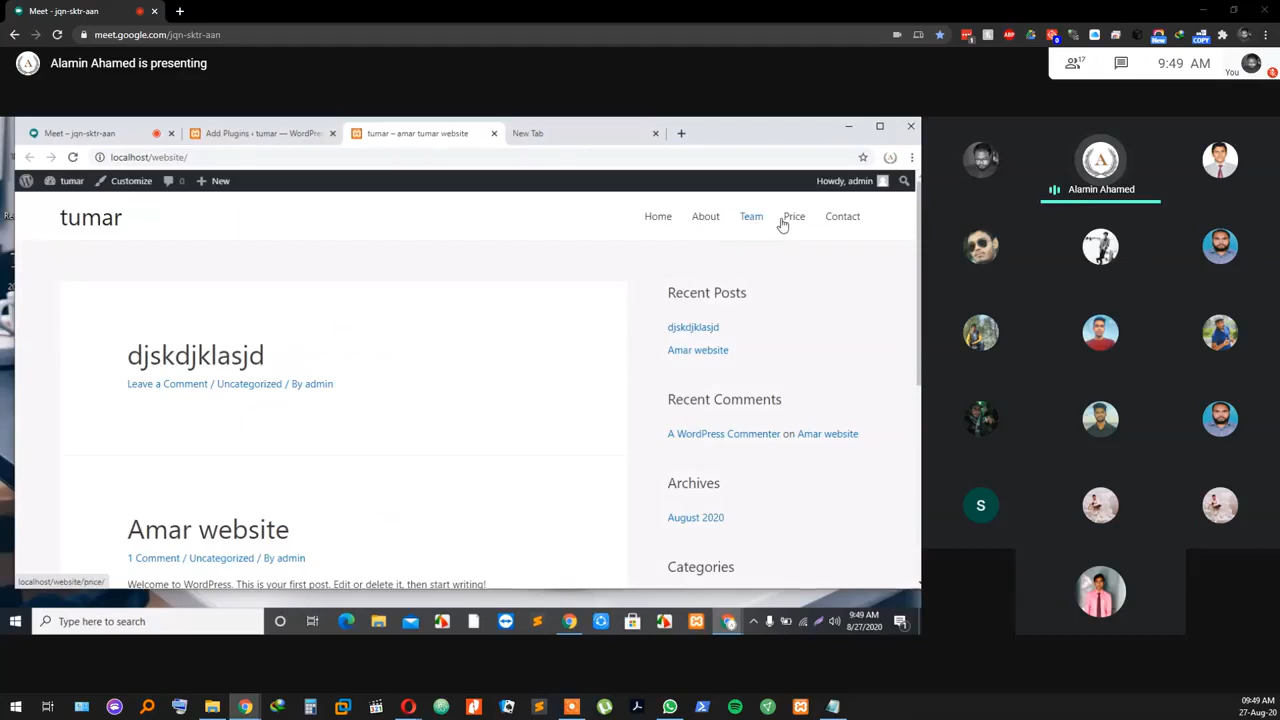 Meet - jqn-sktr-aan
meet.google.com/jqn-sktr-aan
New
COPY
Alamin Ahamed is presenting
17
9:49 AM
You
Meet – jqn-sktr-aan
Add Plugins ‹ tumar — WordPre
tumar – amar tumar website
New Tab
localhost/website/
tumar
Customize
0
New
Howdy, admin
tumar
Home
About
Team
Price
Contact
djskdjklasjd
Leave a Comment / Uncategorized / By admin
Amar website
1 Comment / Uncategorized / By admin
Welcome to WordPress. This is your first post. Edit or delete it, then start writing!
Recent Posts
djskdjklasjd
Amar website
Recent Comments
A WordPress Commenter on Amar website
Archives
August 2020
Categories
localhost/website/price/
A
Alamin Ahamed
S
Type here to search
9:49 AM
8/27/2020
09:49 AM
27-Aug-20